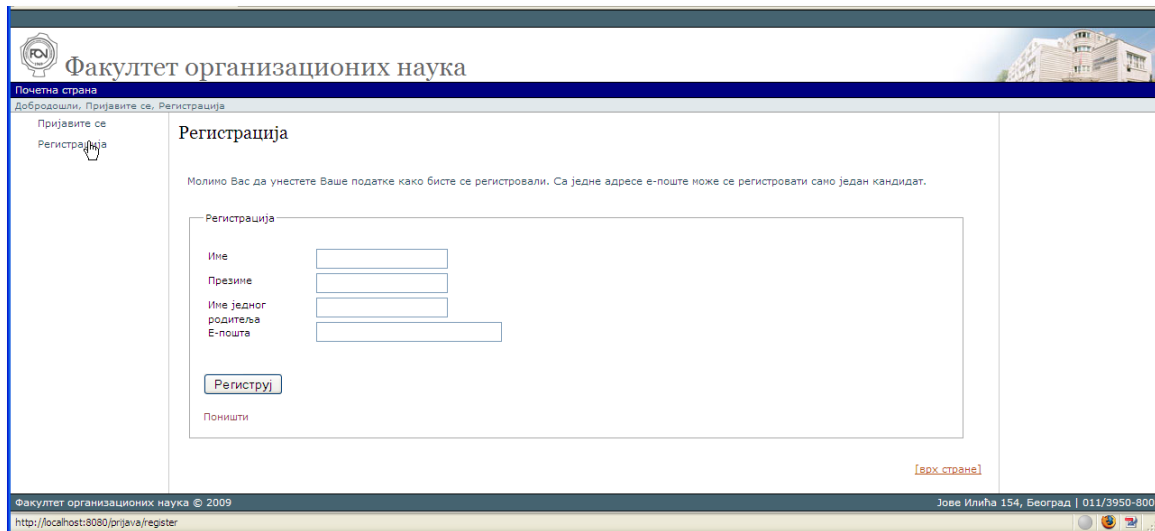 Факултет организационих наука
Почетна страна
Добродошли, Пријавите се, Регистрација
Пријавите се
Регистрација
Регистрација
Молимо Вас да унестете Ваше податке како бисте се регистровали. Са једне адресе е-поште може се регистровати само један кандидат.
Регистрација
Име
Презиме
Име једног
родитеља
Е-пошта
Региструј
Поништи
[врх стране]
Факултет организационих наука © 2009
Јове Илића 154, Београд | 011/3950-800
http://localhost:8080/prijava/register